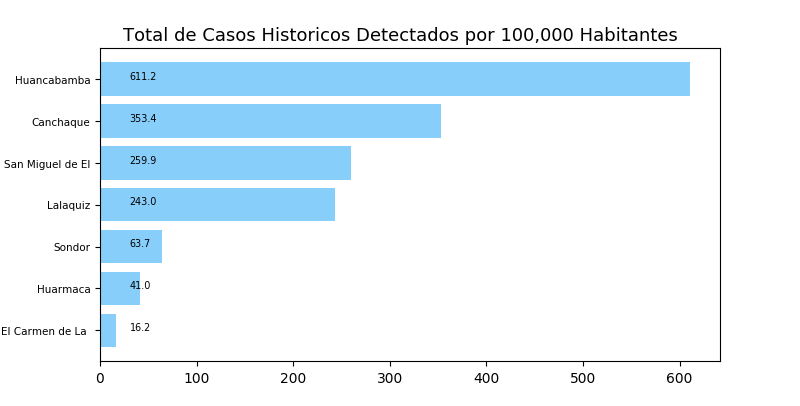 Total de Casos Historicos Detectados por 100,000 Habitantes
Huancabamba 611.2
Canchaque 353.4
San Miguel de El 259.9
Lalaquiz 243.0
Sondor 63.7
Huarmaca 41.0
El Carmen de La 16.2
0 100 200 300 400 500 600